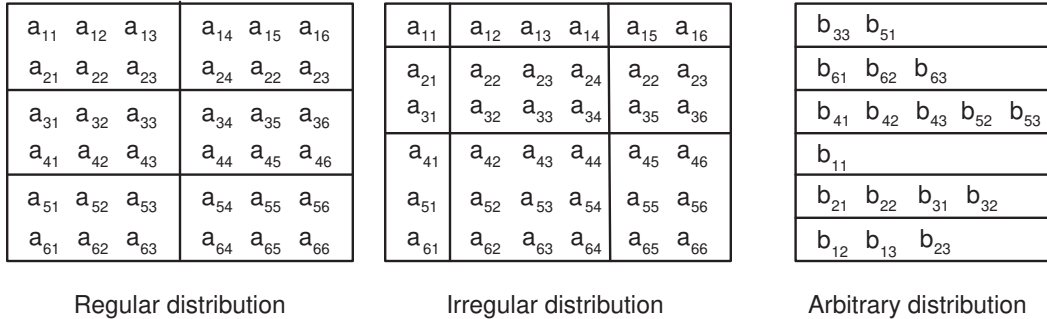 a₁₁ a₁₂ a₁₃ a₁₄ a₁₅ a₁₆
a₂₁ a₂₂ a₂₃ a₂₄ a₂₂ a₂₃
a₃₁ a₃₂ a₃₃ a₃₄ a₃₅ a₃₆
a₄₁ a₄₂ a₄₃ a₄₄ a₄₅ a₄₆
a₅₁ a₅₂ a₅₃ a₅₄ a₅₅ a₅₆
a₆₁ a₆₂ a₆₃ a₆₄ a₆₅ a₆₆
Regular distribution
a₁₁ a₁₂ a₁₃ a₁₄ a₁₅ a₁₆
a₂₁ a₂₂ a₂₃ a₂₄ a₂₂ a₂₃
a₃₁ a₃₂ a₃₃ a₃₄ a₃₅ a₃₆
a₄₁ a₄₂ a₄₃ a₄₄ a₄₅ a₄₆
a₅₁ a₅₂ a₅₃ a₅₄ a₅₅ a₅₆
a₆₁ a₆₂ a₆₃ a₆₄ a₆₅ a₆₆
Irregular distribution
b₃₃ b₅₁
b₆₁ b₆₂ b₆₃
b₄₁ b₄₂ b₄₃ b₅₂ b₅₃
b₁₁
b₂₁ b₂₂ b₃₁ b₃₂
b₁₂ b₁₃ b₂₃
Arbitrary distribution